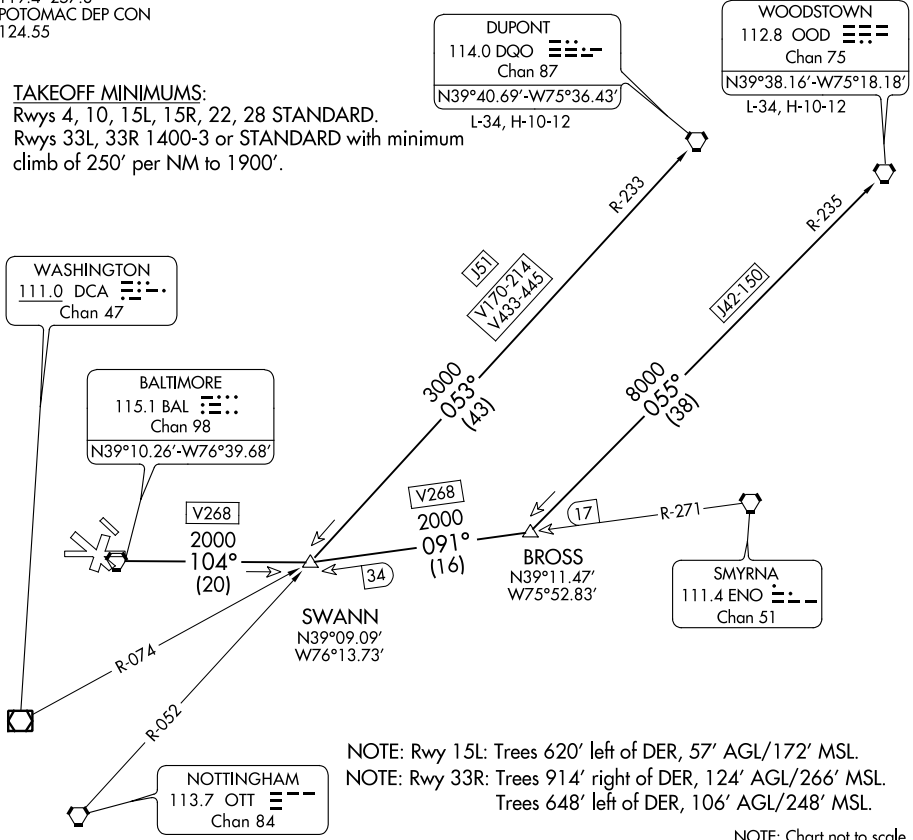 POTOMAC DEP CON
124.55
TAKEOFF MINIMUMS:
Rwys 4, 10, 15L, 15R, 22, 28 STANDARD.
Rwys 33L, 33R 1400-3 or STANDARD with minimum
climb of 250' per NM to 1900'.
DUPONT
114.0 DQO
Chan 87
N39°40.69'-W75°36.43'
L-34, H-10-12
WOODSTOWN
112.8 OOD
Chan 75
N39°38.16'-W75°18.18'
L-34, H-10-12
R-233
R-235
J51
V170-214
V433-445
J42-150
WASHINGTON
111.0 DCA
Chan 47
BALTIMORE
115.1 BAL
Chan 98
N39°10.26'-W76°39.68'
3000
053°
(43)
8000
055°
(38)
V268
2000
104°
(20)
V268
2000
091°
(16)
17
R-271
34
SWANN
N39°09.09'
W76°13.73'
BROSS
N39°11.47'
W75°52.83'
SMYRNA
111.4 ENO
Chan 51
R-074
R-052
NOTTINGHAM
113.7 OTT
Chan 84
NOTE: Rwy 15L: Trees 620' left of DER, 57' AGL/172' MSL.
NOTE: Rwy 33R: Trees 914' right of DER, 124' AGL/266' MSL.
Trees 648' left of DER, 106' AGL/248' MSL.
NOTE: Chart not to scale